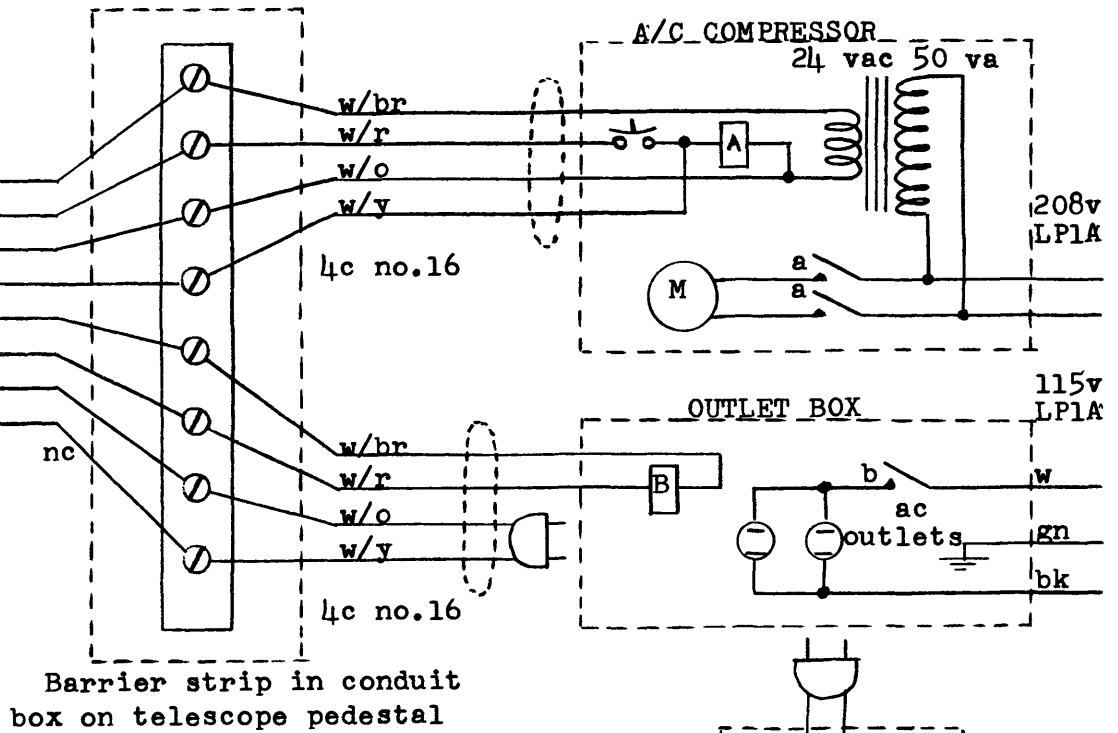 A/C COMPRESSOR
24 vac 50 va
w/br
w/r
A
w/o
w/y
208v
LP1A
4c no.16
a
M
a
115v
LP1A
OUTLET BOX
nc
w/br
w/r
B
b
w
ac
w/o
outlets
gn
w/y
bk
4c no.16
Barrier strip in conduit
box on telescope pedestal